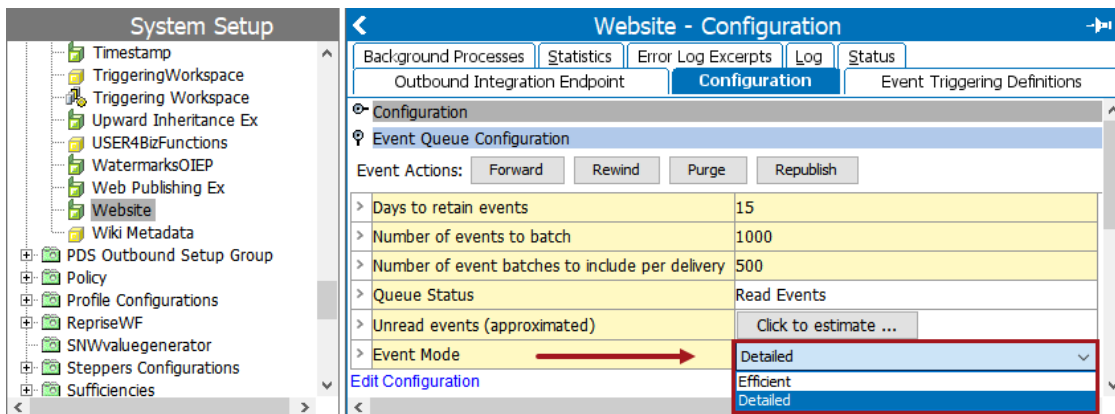 System Setup
Timestamp
TriggeringWorkspace
Triggering Workspace
Upward Inheritance Ex
USER4BizFunctions
WatermarksOIEP
Web Publishing Ex
Website
Wiki Metadata
PDS Outbound Setup Group
Policy
Profile Configurations
RepriseWF
SNWvaluegenerator
Steppers Configurations
Sufficiencies
Website - Configuration
Background Processes Statistics Error Log Excerpts Log Status
Outbound Integration Endpoint Configuration Event Triggering Definitions
Configuration
Event Queue Configuration
Event Actions: Forward Rewind Purge Republish
Days to retain events 15
Number of events to batch 1000
Number of event batches to include per delivery 500
Queue Status Read Events
Unread events (approximated) Click to estimate ...
Event Mode Detailed
Edit Configuration Efficient
Detailed